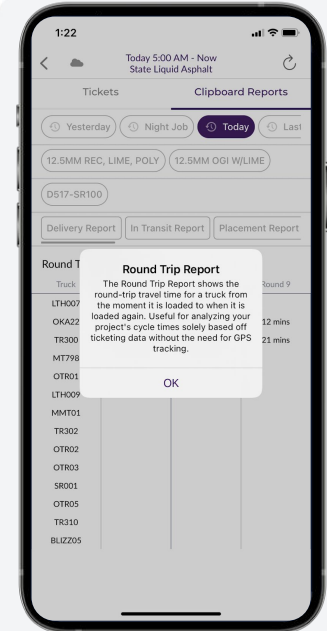 1:22
Today 5:00 AM - Now
State Liquid Asphalt
Tickets
Clipboard Reports
Yesterday
Night Job
Today
Last
12.5MM REC, LIME, POLY
12.5MM OGI W/LIME
D517-SR100
Delivery Report
In Transit Report
Placement Report
Round T
Round Trip Report
The Round Trip Report shows the
round-trip travel time for a truck from
the moment it is loaded to when it is
loaded again. Useful for analyzing your
project's cycle times solely based off
ticketing data without the need for GPS
tracking.
OK
Truck
Round 9
LTH007
OKA22
12 mins
TR300
21 mins
MT798
OTR01
LTH009
MMT01
TR302
OTR02
OTR03
SR001
OTR05
TR310
BLIZZ05